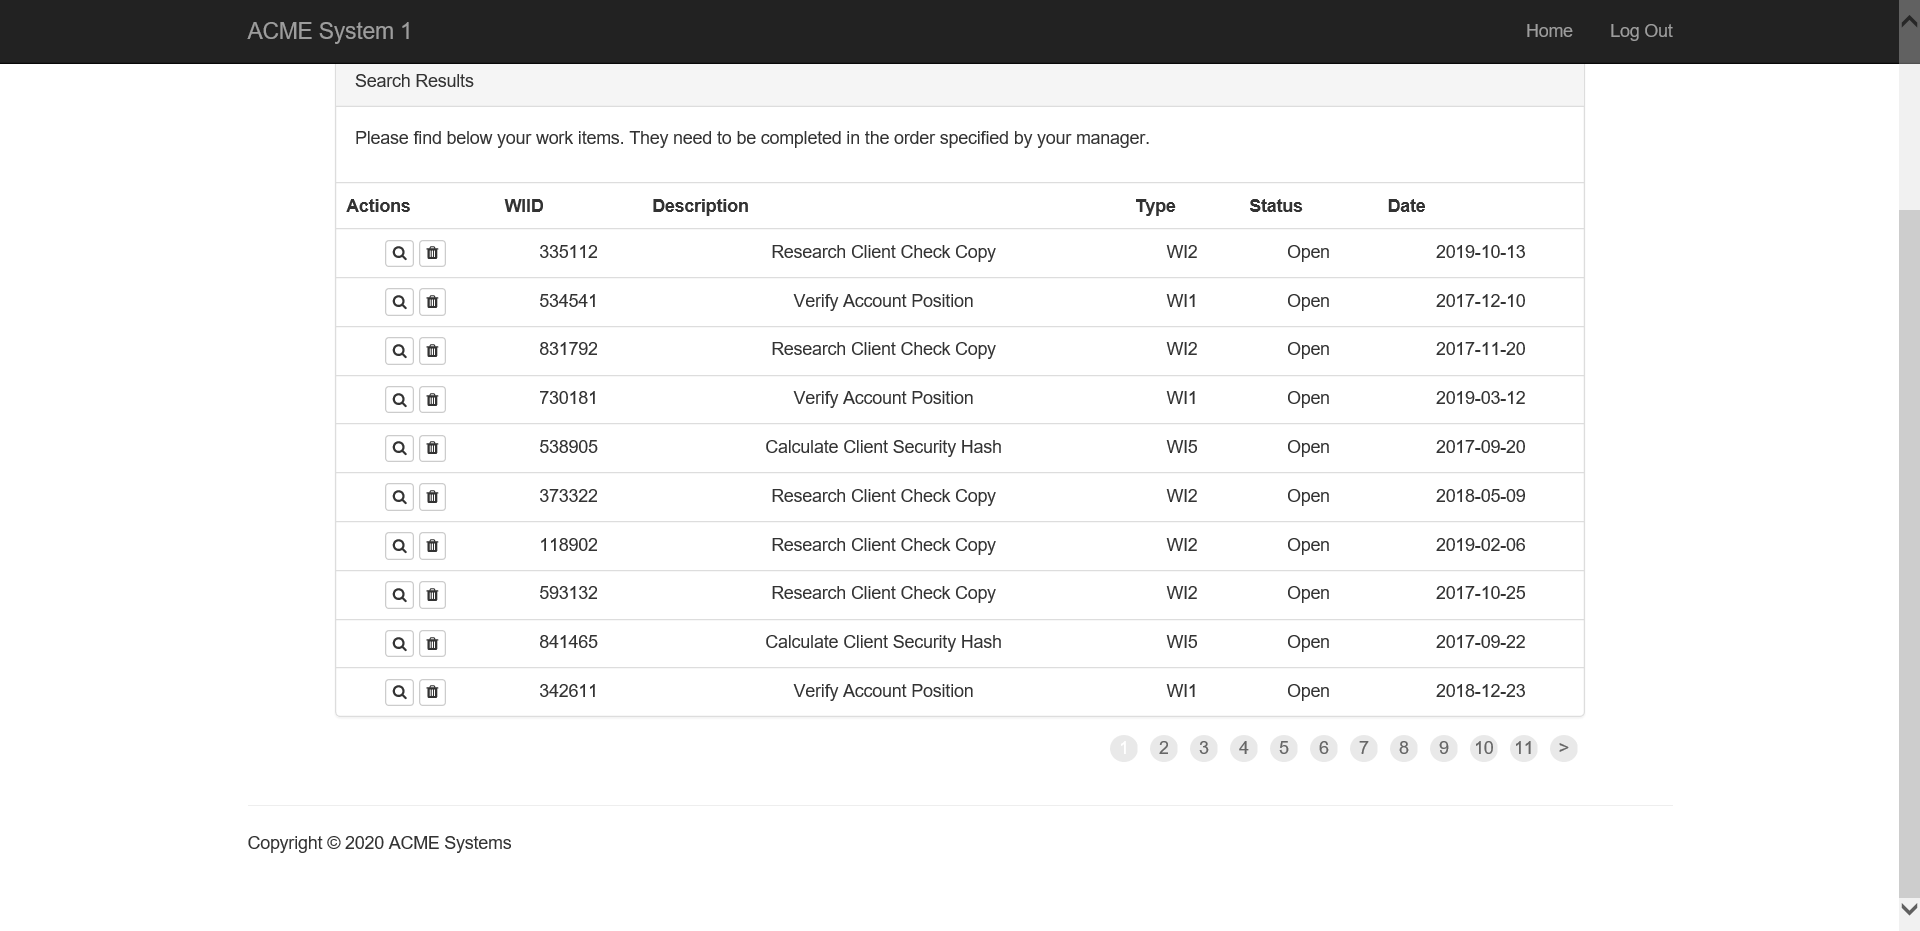 ACME System 1 Home Log Out
Search Results
Please find below your work items. They need to be completed in the order specified by your manager.
Actions WIID Description Type Status Date
335112 Research Client Check Copy WI2 Open 2019-10-13
534541 Verify Account Position WI1 Open 2017-12-10
831792 Research Client Check Copy WI2 Open 2017-11-20
730181 Verify Account Position WI1 Open 2019-03-12
538905 Calculate Client Security Hash WI5 Open 2017-09-20
373322 Research Client Check Copy WI2 Open 2018-05-09
118902 Research Client Check Copy WI2 Open 2019-02-06
593132 Research Client Check Copy WI2 Open 2017-10-25
841465 Calculate Client Security Hash WI5 Open 2017-09-22
342611 Verify Account Position WI1 Open 2018-12-23
1 2 3 4 5 6 7 8 9 10 11 >
Copyright © 2020 ACME Systems